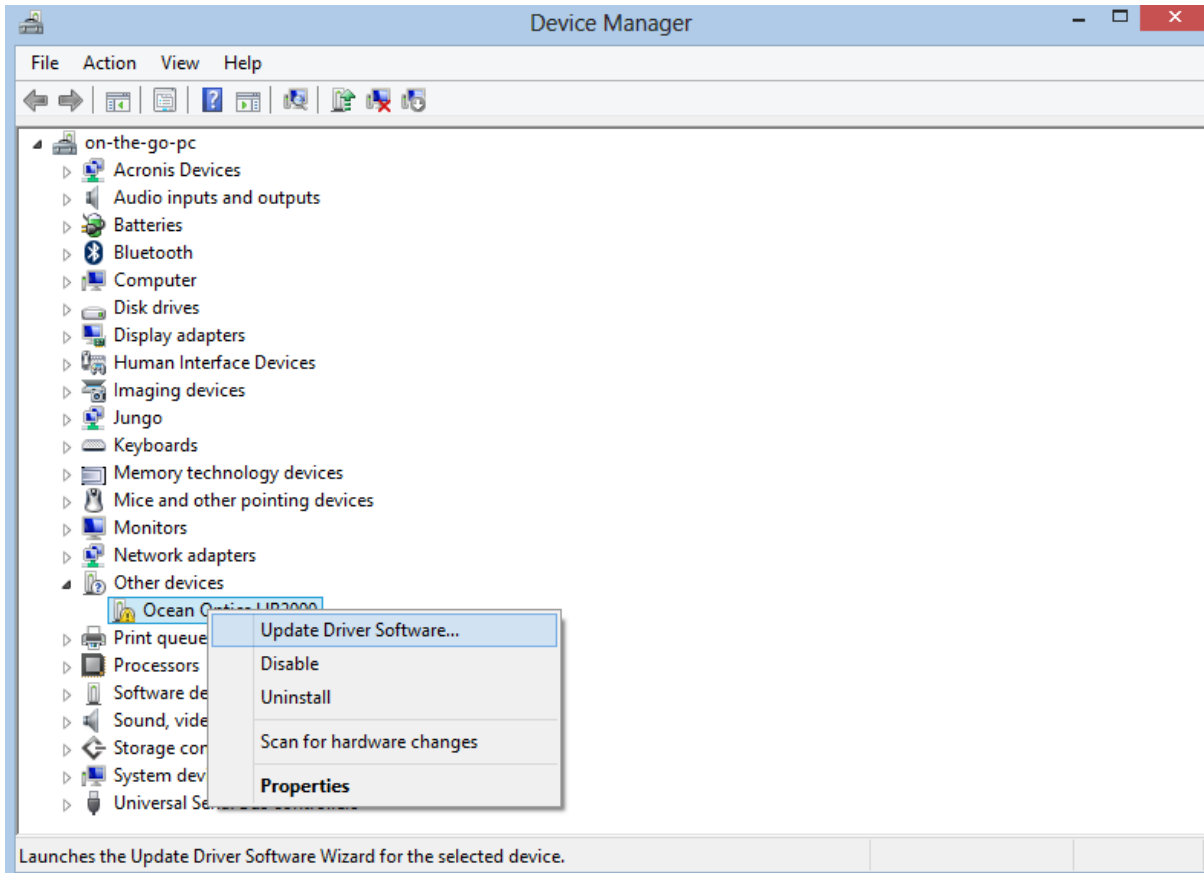 Device Manager
File Action View Help
on-the-go-pc
Acronis Devices
Audio inputs and outputs
Batteries
Bluetooth
Computer
Disk drives
Display adapters
Human Interface Devices
Imaging devices
Jungo
Keyboards
Memory technology devices
Mice and other pointing devices
Monitors
Network adapters
Other devices
Ocean
Print queue
Processors
Software de
Sound, vide
Storage con
System devi
Universal
Update Driver Software...
Disable
Uninstall
Scan for hardware changes
Properties
Launches the Update Driver Software Wizard for the selected device.